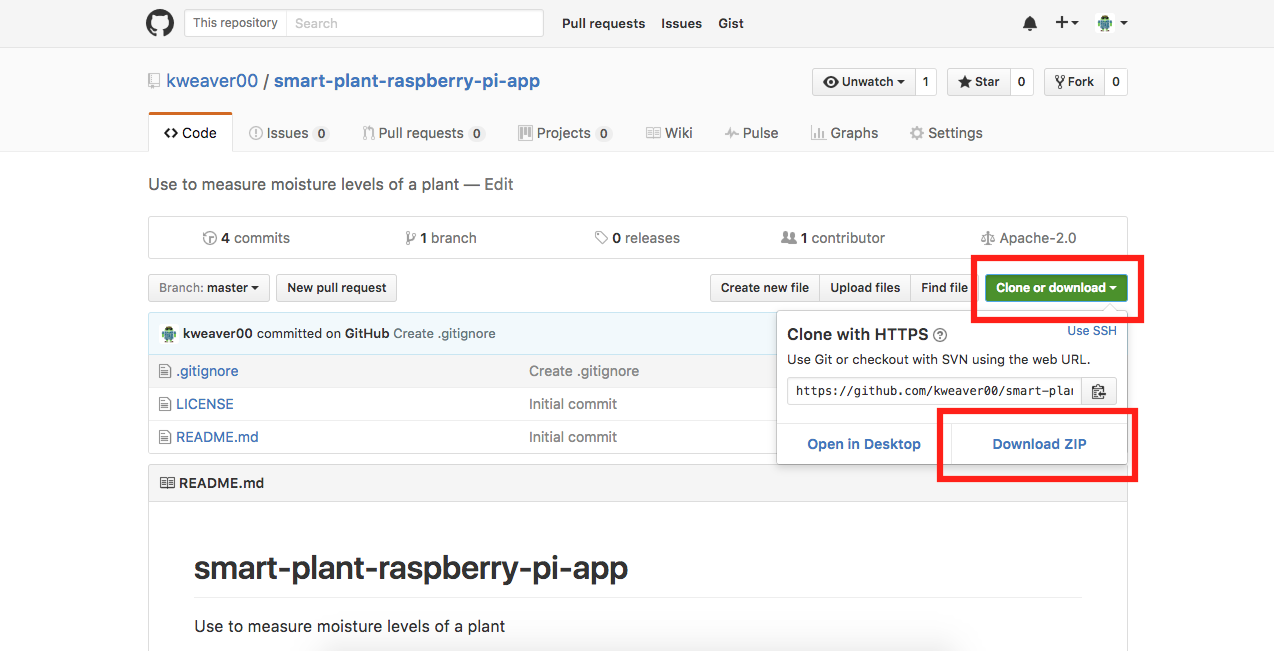 This repository Search Pull requests Issues Gist
kweaver00 / smart-plant-raspberry-pi-app Unwatch 1 Star 0 Fork 0
Code Issues 0 Pull requests 0 Projects 0 Wiki Pulse Graphs Settings
Use to measure moisture levels of a plant — Edit
4 commits 1 branch 0 releases 1 contributor Apache-2.0
Branch: master New pull request Create new file Upload files Find file Clone or download
kweaver00 committed on GitHub Create .gitignore
.gitignore Create .gitignore
LICENSE Initial commit
README.md Initial commit
Clone with HTTPS ? Use SSH
Use Git or checkout with SVN using the web URL.
https://github.com/kweaver00/smart-plan
Open in Desktop Download ZIP
README.md
smart-plant-raspberry-pi-app
Use to measure moisture levels of a plant